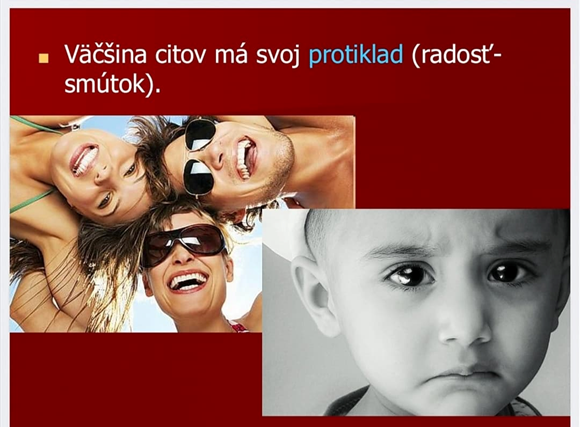 Väčšina citov má svoj protiklad (radosť-
smútok).